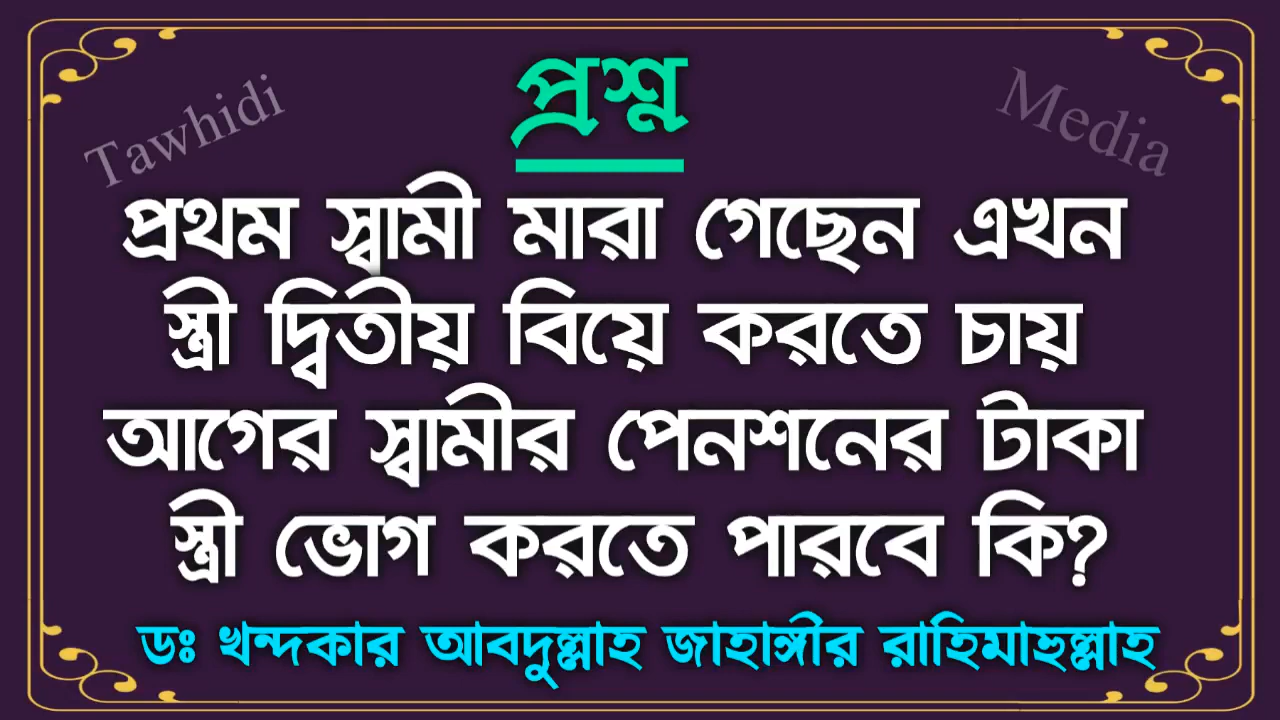 Tawhidi
Media
প্রশ্ন
প্রথম স্বামী মারা গেছেন এখন
স্ত্রী দ্বিতীয় বিয়ে করতে চায়
আগের স্বামীর পেনশনের টাকা
স্ত্রী ভোগ করতে পারবে কি?
ডঃ খন্দকার আবদুল্লাহ জাহাঙ্গীর রাহিমাহুল্লাহ